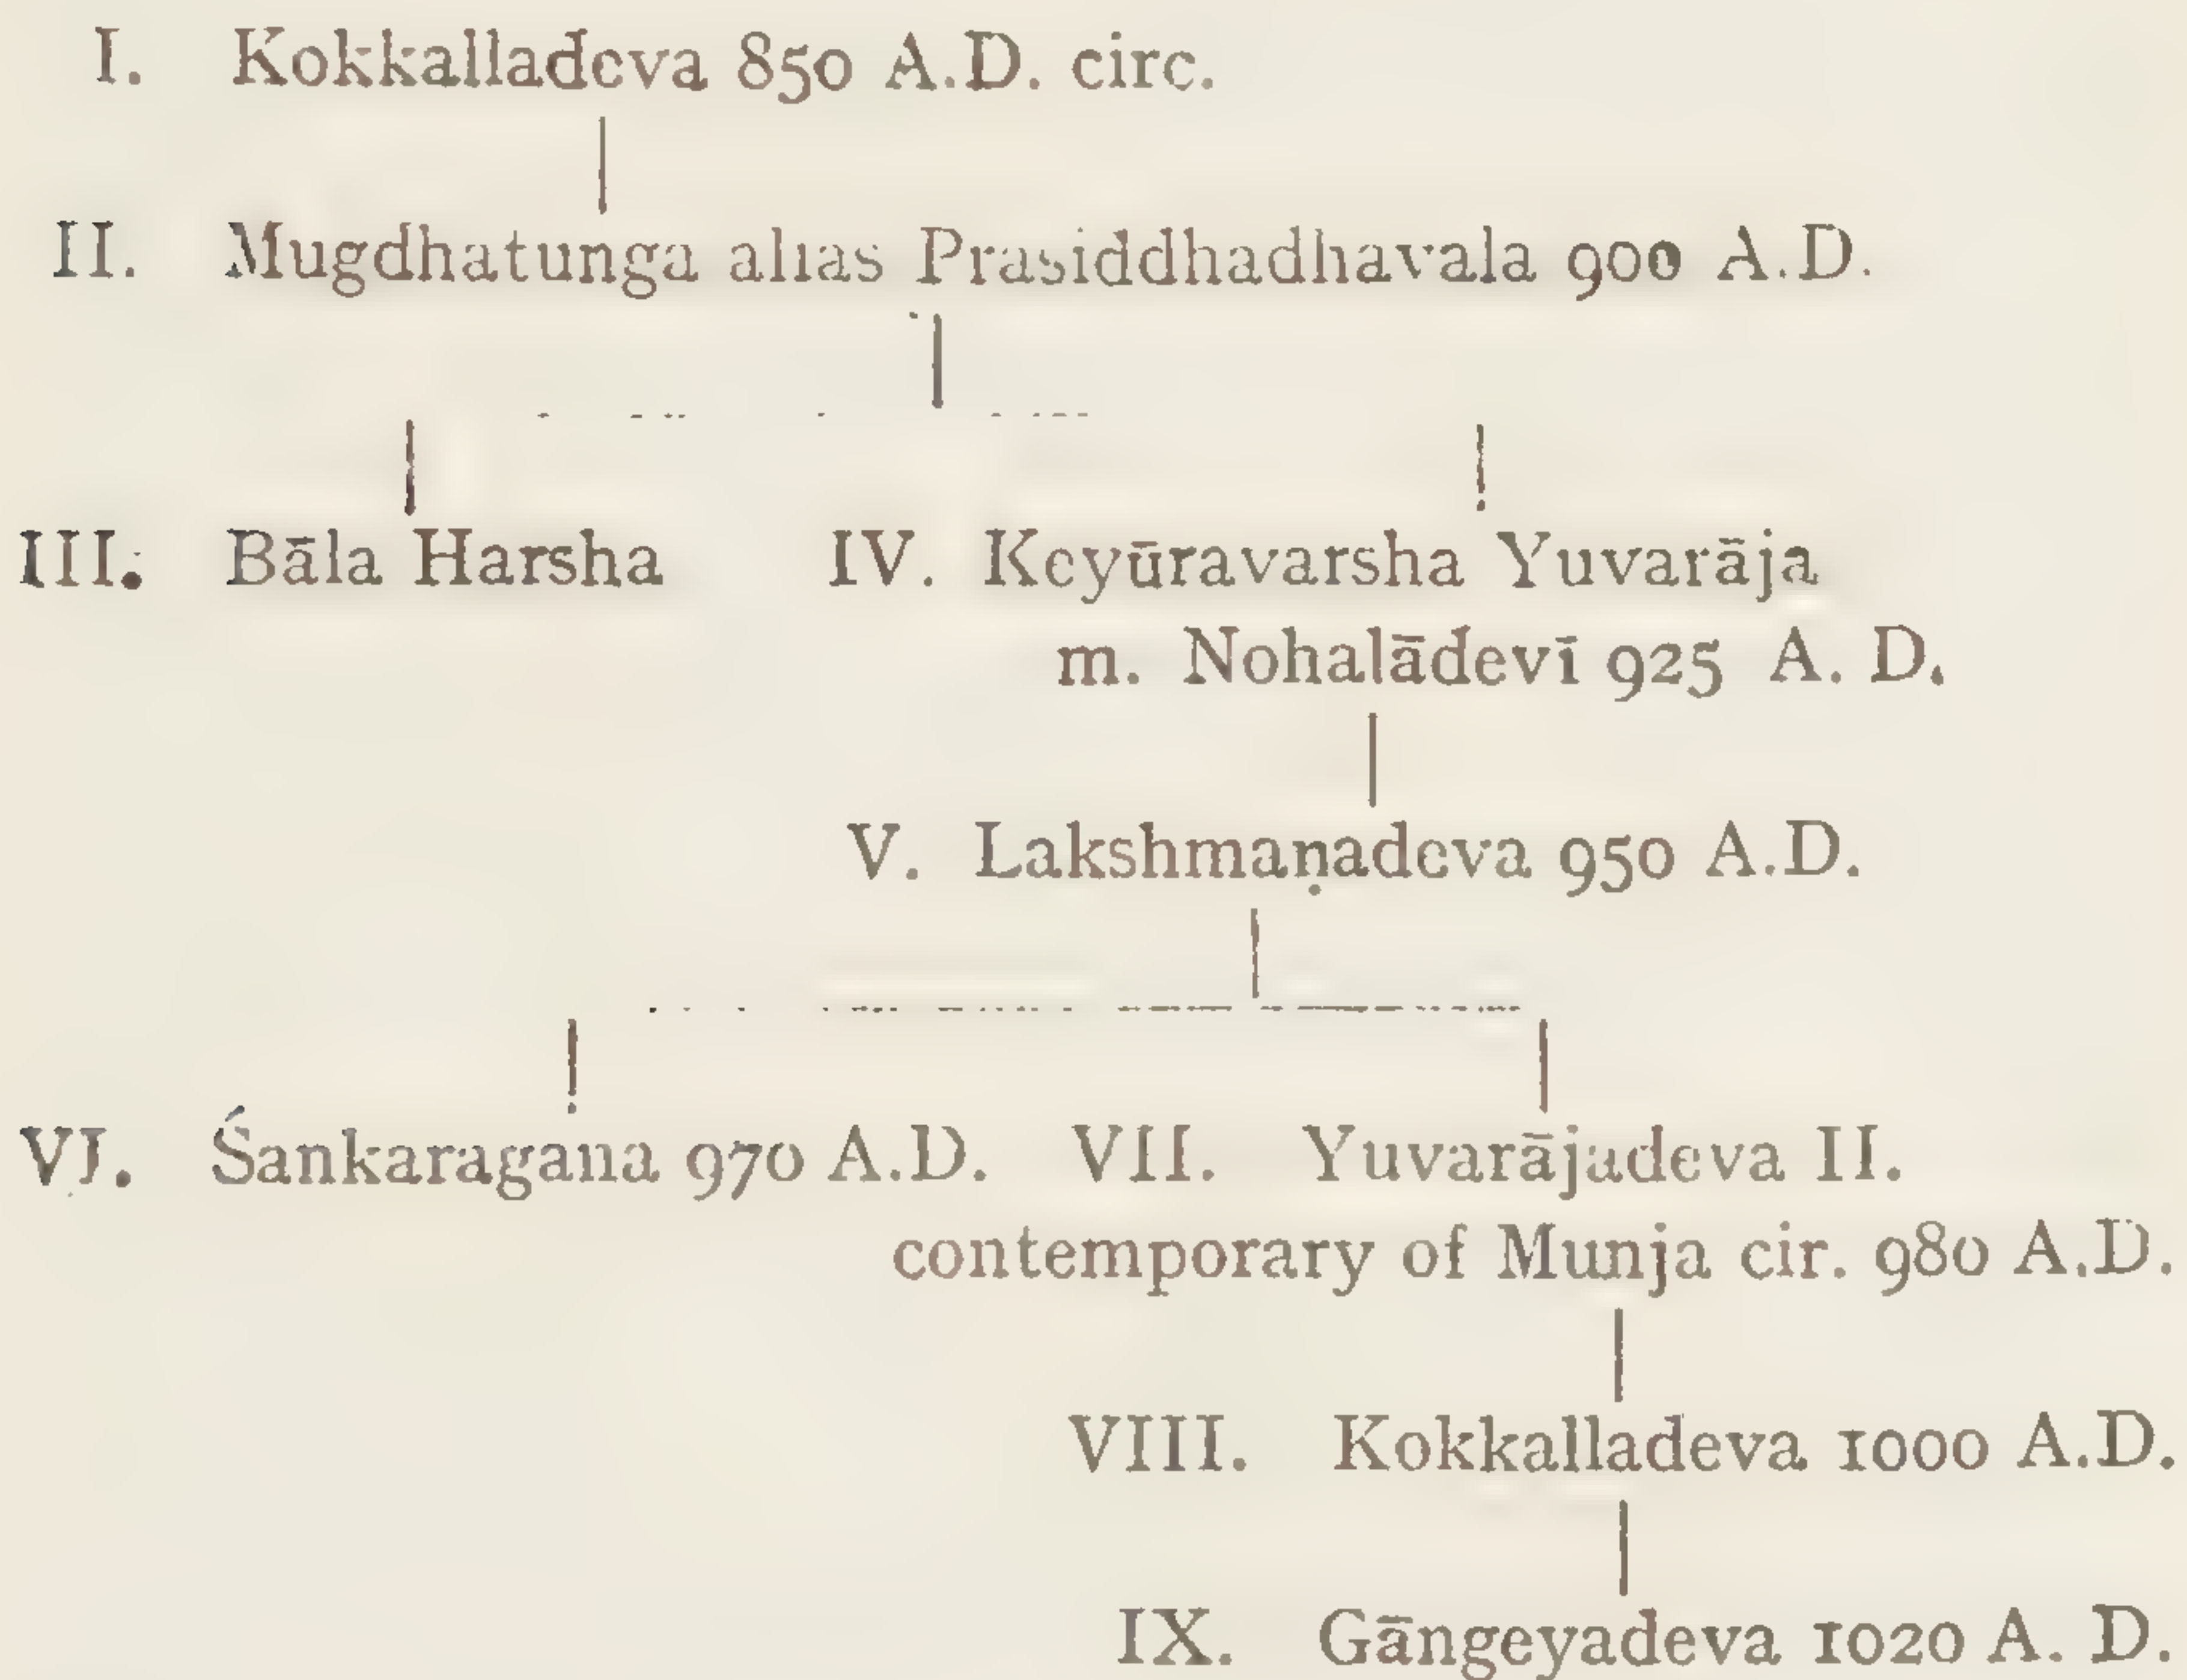 I. Kokkalladeva 850 A.D. circ.
II. Mugdhatunga alias Prasiddhadhavala 900 A.D.
III. Bāla Harsha IV. Keyūravarsha Yuvarāja
m. Nohalādevī 925 A. D.
V. Lakshmaṇadeva 950 A.D.
VI. Śankaragana 970 A.D. VII. Yuvarājadeva II.
contemporary of Munja cir. 980 A.D.
VIII. Kokkalladeva 1000 A.D.
IX. Gāngeyadeva 1020 A. D.